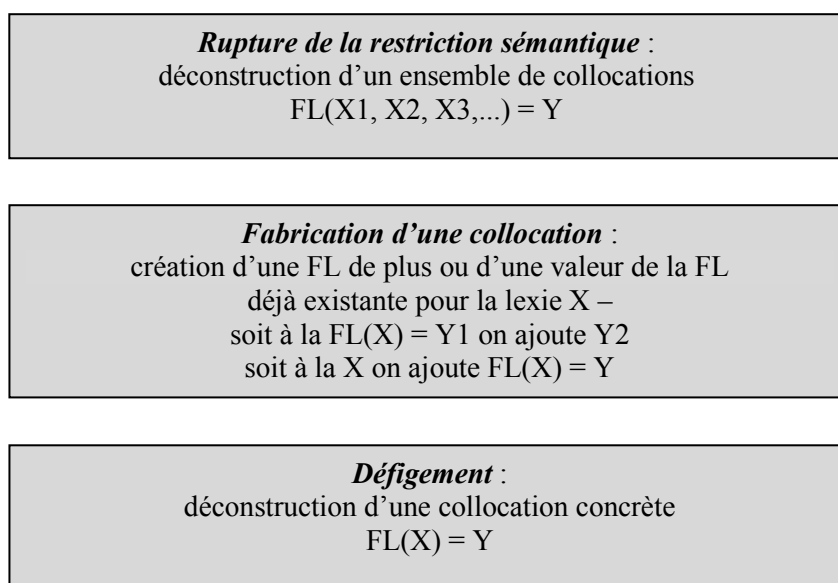 Rupture de la restriction sémantique :
déconstruction d’un ensemble de collocations
FL(X1, X2, X3,...) = Y
Fabrication d’une collocation :
création d’une FL de plus ou d’une valeur de la FL
déjà existante pour la lexie X –
soit à la FL(X) = Y1 on ajoute Y2
soit à la X on ajoute FL(X) = Y
Défigement :
déconstruction d’une collocation concrète
FL(X) = Y